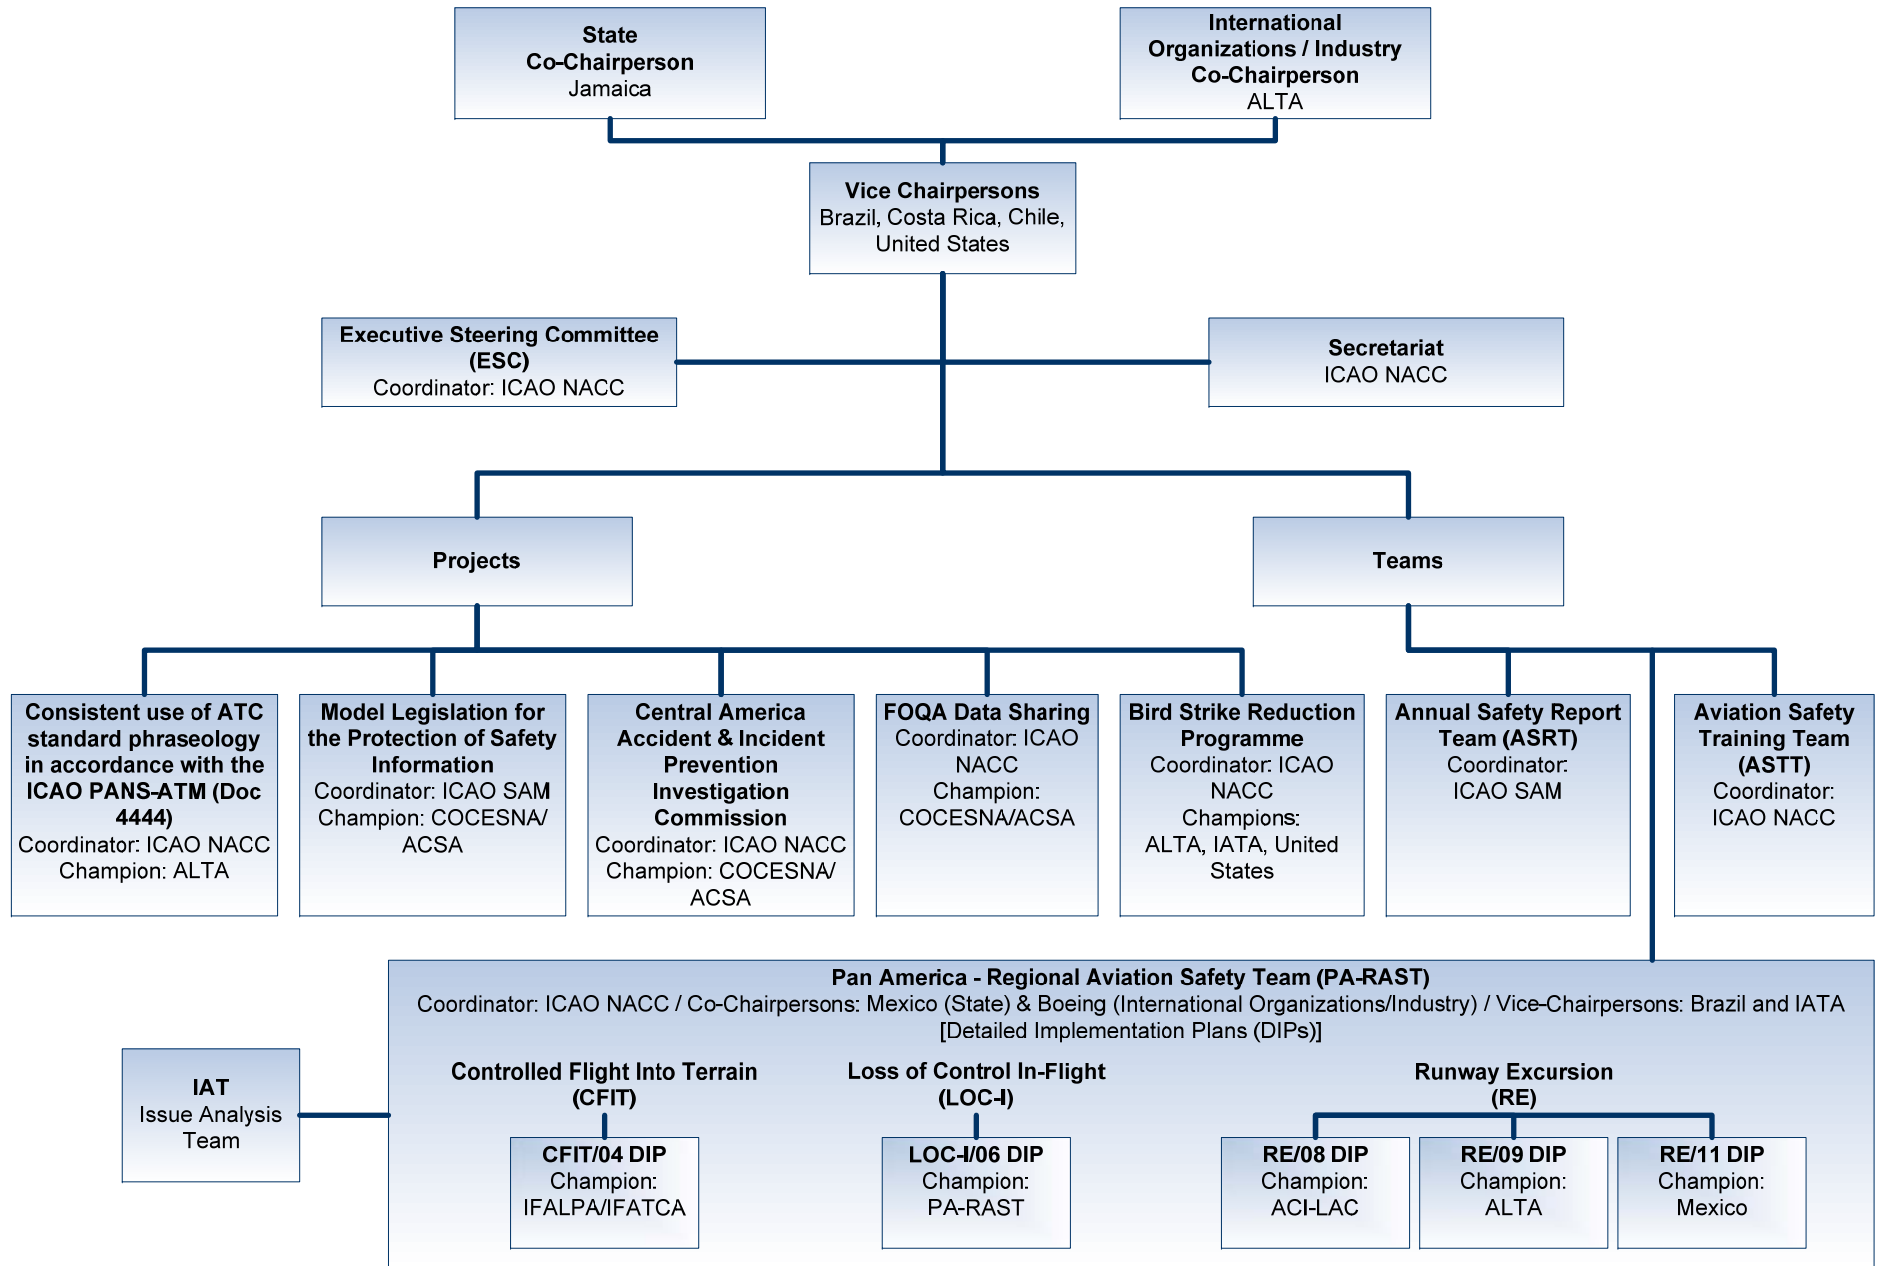 State
Co-Chairperson
Jamaica
International
Organizations / Industry
Co-Chairperson
ALTA
Vice Chairpersons
Brazil, Costa Rica, Chile,
United States
Executive Steering Committee
(ESC)
Coordinator: ICAO NACC
Secretariat
ICAO NACC
Projects
Teams
Consistent use of ATC
standard phraseology
in accordance with the
ICAO PANS-ATM (Doc
4444)
Coordinator: ICAO NACC
Champion: ALTA
Model Legislation for
the Protection of Safety
Information
Coordinator: ICAO SAM
Champion: COCESNA/
ACSA
Central America
Accident & Incident
Prevention
Investigation
Commission
Coordinator: ICAO NACC
Champion: COCESNA/
ACSA
FOQA Data Sharing
Coordinator: ICAO
NACC
Champion:
COCESNA/ACSA
Bird Strike Reduction
Programme
Coordinator: ICAO
NACC
Champions:
ALTA, IATA, United
States
Annual Safety Report
Team (ASRT)
Coordinator:
ICAO SAM
Aviation Safety
Training Team
(ASTT)
Coordinator:
ICAO NACC
Pan America - Regional Aviation Safety Team (PA-RAST)
Coordinator: ICAO NACC / Co-Chairpersons: Mexico (State) & Boeing (International Organizations/Industry) / Vice-Chairpersons: Brazil and IATA
[Detailed Implementation Plans (DIPs)]
IAT
Issue Analysis
Team
Controlled Flight Into Terrain
(CFIT)
CFIT/04 DIP
Champion:
IFALPA/IFATCA
Loss of Control In-Flight
(LOC-I)
LOC-I/06 DIP
Champion:
PA-RAST
Runway Excursion
(RE)
RE/08 DIP
Champion:
ACI-LAC
RE/09 DIP
Champion:
ALTA
RE/11 DIP
Champion:
Mexico